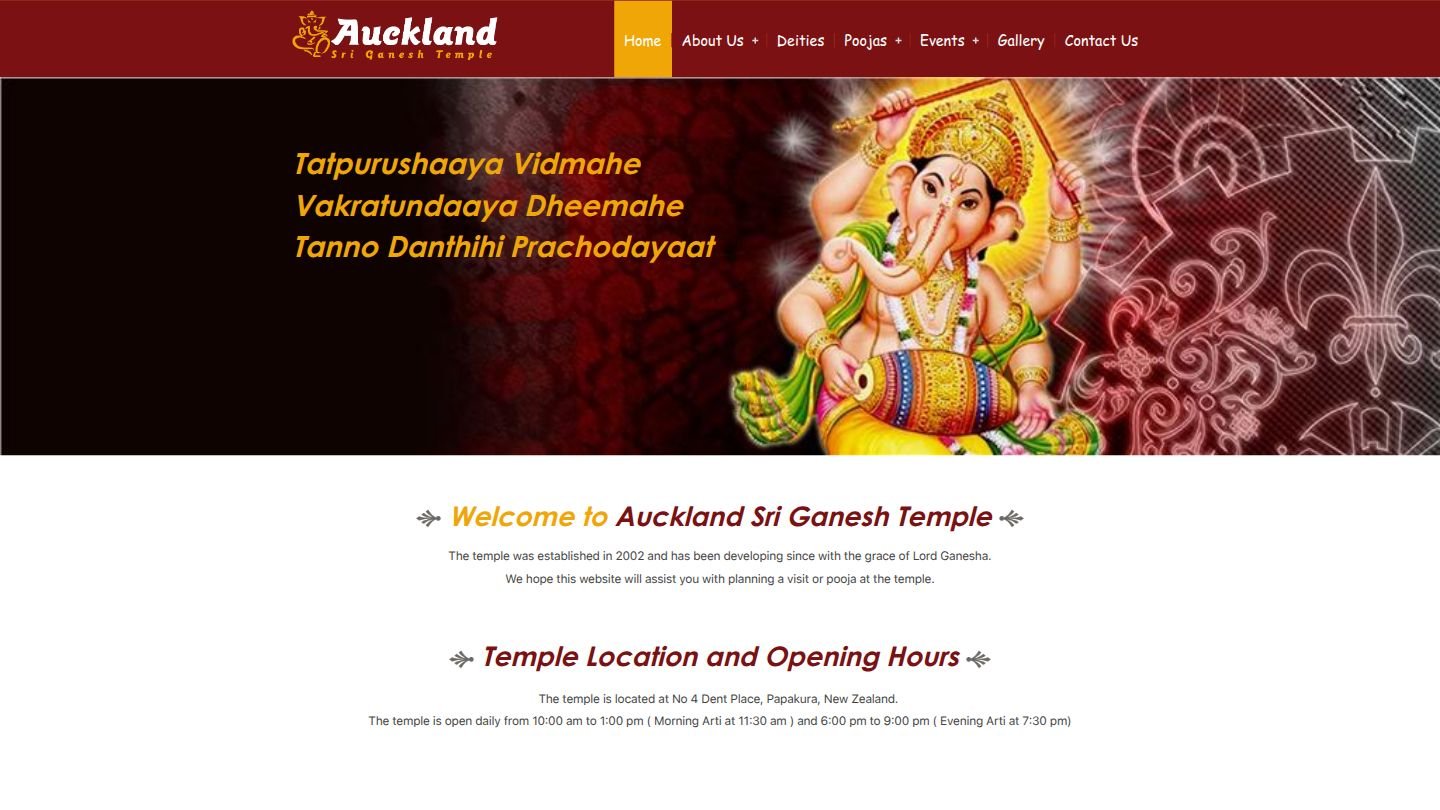 Auckland
Sri Ganesh Temple
Home About Us + Deities Poojas + Events + Gallery Contact Us
Tatpurushaaya Vidmahe
Vakratundaaya Dheemahe
Tanno Danthihi Prachodayaat
Welcome to Auckland Sri Ganesh Temple
The temple was established in 2002 and has been developing since with the grace of Lord Ganesha.
We hope this website will assist you with planning a visit or pooja at the temple.
Temple Location and Opening Hours
The temple is located at No 4 Dent Place, Papakura, New Zealand.
The temple is open daily from 10:00 am to 1:00 pm ( Morning Arti at 11:30 am ) and 6:00 pm to 9:00 pm ( Evening Arti at 7:30 pm)